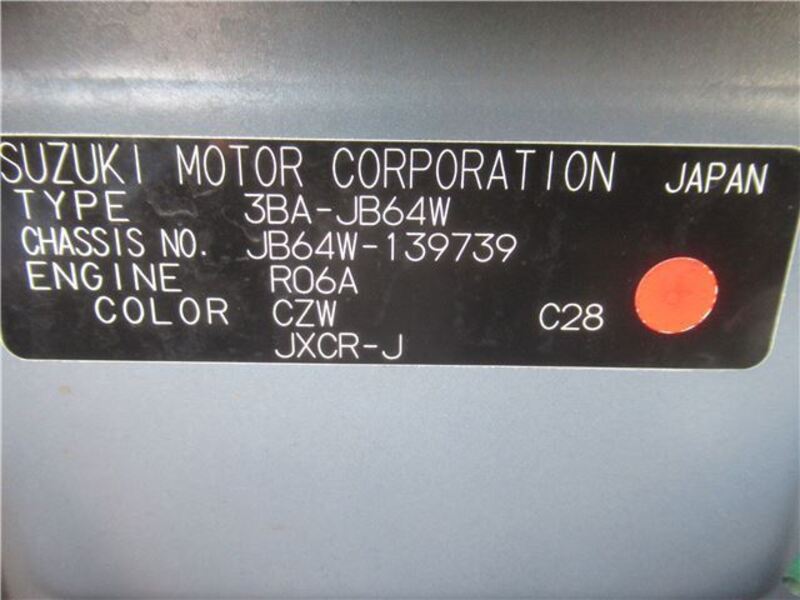 SUZUKI MOTOR CORPORATION JAPAN
TYPE 3BA-JB64W
CHASSIS NO. JB64W-139739
ENGINE R06A
COLOR CZW C28
JXCR-J